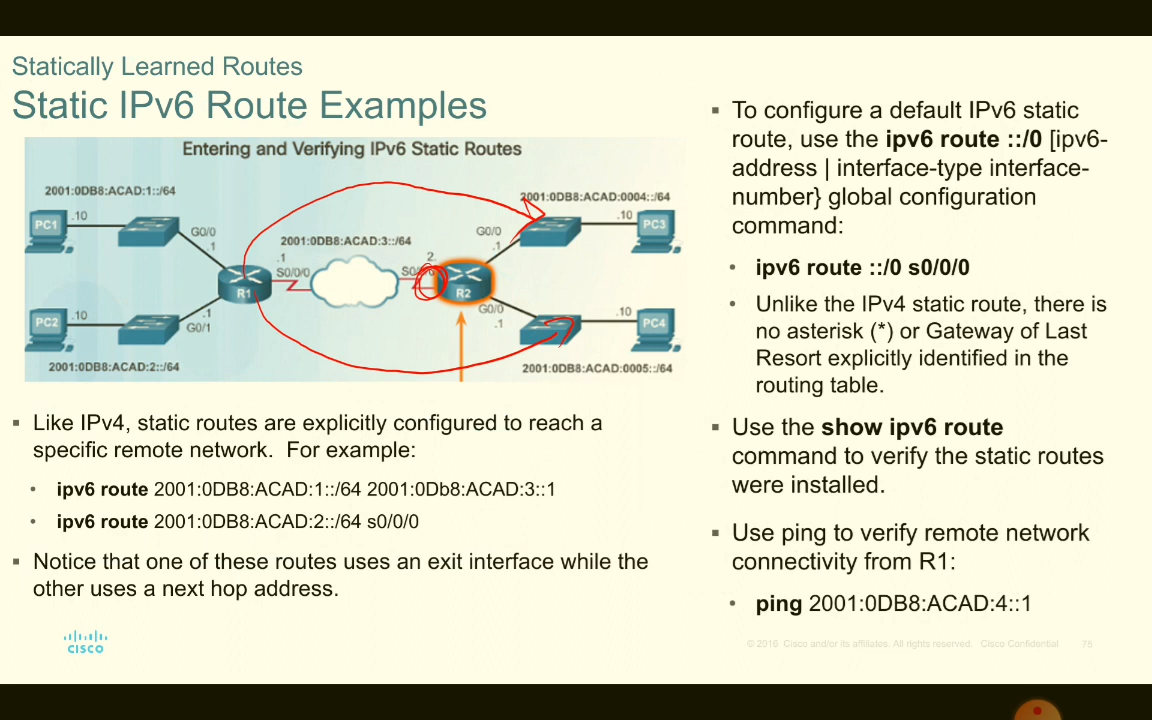 Statically Learned Routes
Static IPv6 Route Examples
Entering and Verifying IPv6 Static Routes
2001:0DB8:ACAD:1::/64
2001:0DB8:ACAD:0004::/64
PC1
.10
G0/0
.1
2001:0DB8:ACAD:3::/64
.1
S0/0/0
2.
G0/0
.1
.10
PC3
R1
R2
PC2
.10
.1
G0/1
G0/0
.1
.10
PC4
2001:0DB8:ACAD:2::/64
2001:0DB8:ACAD:0005::/64
▪ Like IPv4, static routes are explicitly configured to reach a
specific remote network. For example:
• ipv6 route 2001:0DB8:ACAD:1::/64 2001:0Db8:ACAD:3::1
• ipv6 route 2001:0DB8:ACAD:2::/64 s0/0/0
▪ Notice that one of these routes uses an exit interface while the
other uses a next hop address.
▪ To configure a default IPv6 static
route, use the ipv6 route ::/0 [ipv6-
address | interface-type interface-
number} global configuration
command:
• ipv6 route ::/0 s0/0/0
• Unlike the IPv4 static route, there is
no asterisk (*) or Gateway of Last
Resort explicitly identified in the
routing table.
▪ Use the show ipv6 route
command to verify the static routes
were installed.
▪ Use ping to verify remote network
connectivity from R1:
• ping 2001:0DB8:ACAD:4::1
CISCO
© 2016 Cisco and/or its affiliates. All rights reserved. Cisco Confidential
75